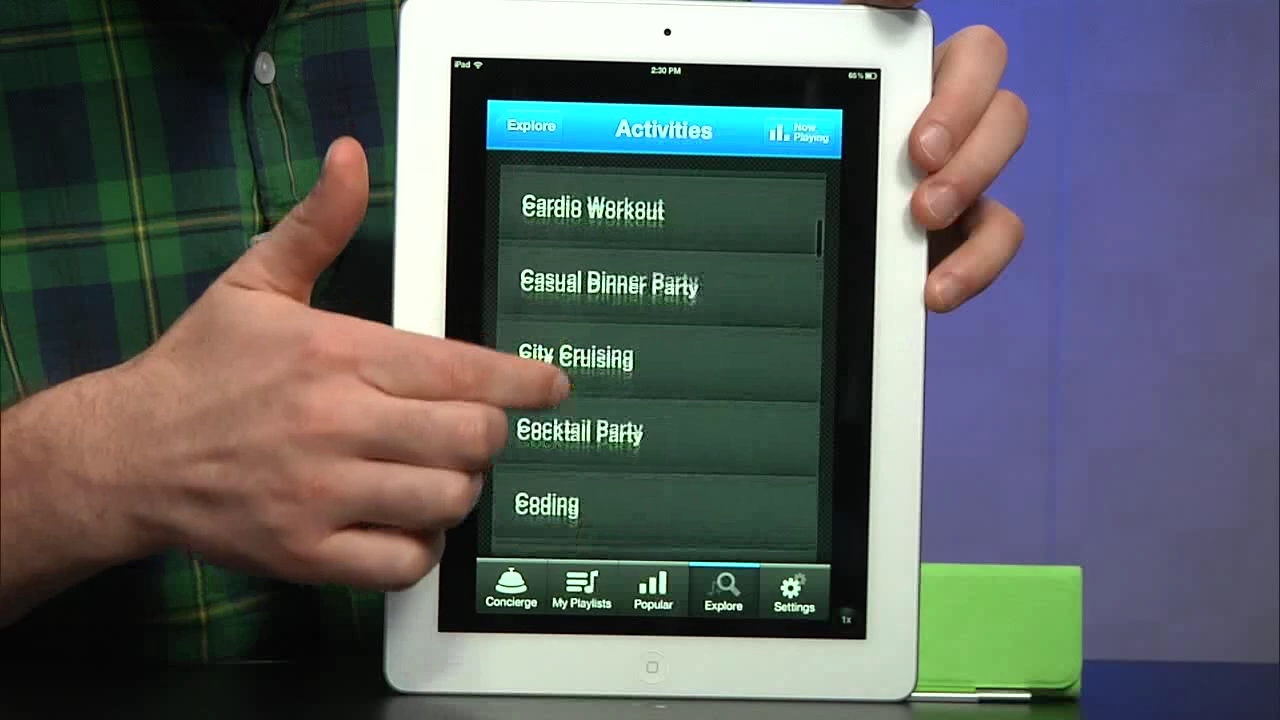 iPad
2:30 PM
65%
Explore
Activities
Now
Playing
Cardio Workout
Casual Dinner Party
City Cruising
Cocktail Party
Coding
Concierge
My Playlists
Popular
Explore
Settings
1x